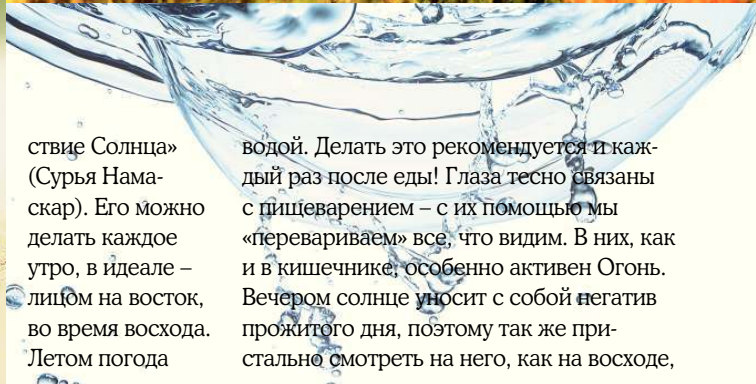 ствие Солнца»
(Сурья Нама-
скар). Его можно
делать каждое
утро, в идеале –
лицом на восток,
во время восхода.
Летом погода
водой. Делать это рекомендуется и каж-
дый раз после еды! Глаза тесно связаны
с пищеварением – с их помощью мы
«перевариваем» все, что видим. В них, как
и в кишечнике, особенно активен Огонь.
Вечером солнце уносит с собой негатив
прожитого дня, поэтому так же при-
стально смотреть на него, как на восходе,